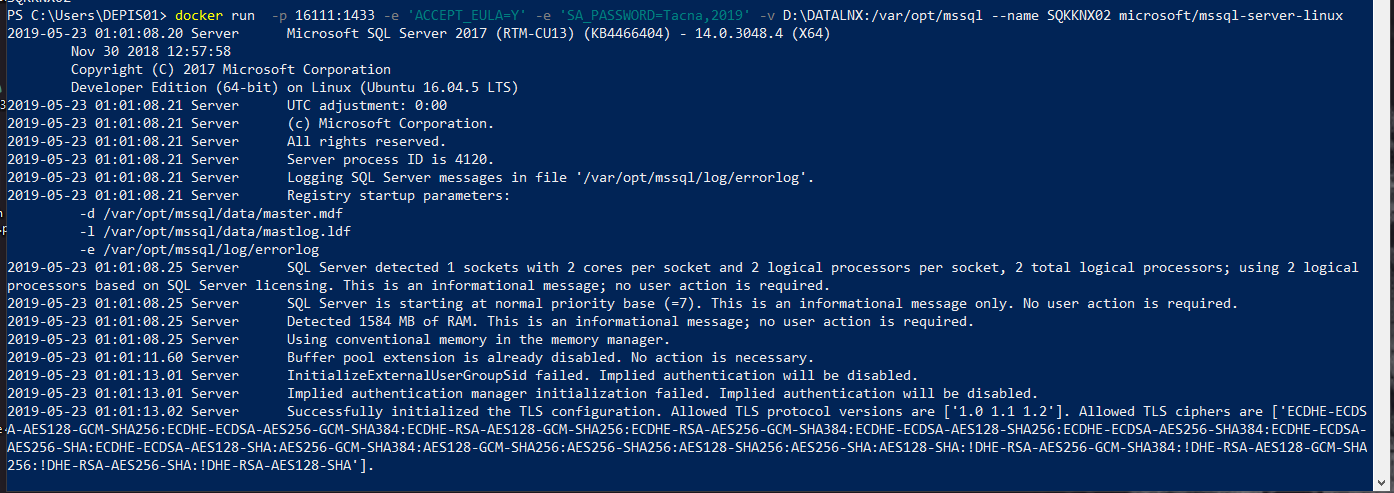 SQKKNX02
PS C:\Users\DEPIS01> docker run  -p 16111:1433 -e 'ACCEPT_EULA=Y' -e 'SA_PASSWORD=Tacna,2019' -v D:\DATALNX:/var/opt/mssql --name SQKKNX02 microsoft/mssql-server-linux
2019-05-23 01:01:08.20 Server      Microsoft SQL Server 2017 (RTM-CU13) (KB4466404) - 14.0.3048.4 (X64)
Nov 30 2018 12:57:58
Copyright (C) 2017 Microsoft Corporation
Developer Edition (64-bit) on Linux (Ubuntu 16.04.5 LTS)
2019-05-23 01:01:08.21 Server      UTC adjustment: 0:00
2019-05-23 01:01:08.21 Server      (c) Microsoft Corporation.
2019-05-23 01:01:08.21 Server      All rights reserved.
2019-05-23 01:01:08.21 Server      Server process ID is 4120.
2019-05-23 01:01:08.21 Server      Logging SQL Server messages in file '/var/opt/mssql/log/errorlog'.
2019-05-23 01:01:08.21 Server      Registry startup parameters:
-d /var/opt/mssql/data/master.mdf
-l /var/opt/mssql/data/mastlog.ldf
-e /var/opt/mssql/log/errorlog
2019-05-23 01:01:08.25 Server      SQL Server detected 1 sockets with 2 cores per socket and 2 logical processors per socket, 2 total logical processors; using 2 logical
processors based on SQL Server licensing. This is an informational message; no user action is required.
2019-05-23 01:01:08.25 Server      SQL Server is starting at normal priority base (=7). This is an informational message only. No user action is required.
2019-05-23 01:01:08.25 Server      Detected 1584 MB of RAM. This is an informational message; no user action is required.
2019-05-23 01:01:08.25 Server      Using conventional memory in the memory manager.
2019-05-23 01:01:11.60 Server      Buffer pool extension is already disabled. No action is necessary.
2019-05-23 01:01:13.01 Server      InitializeExternalUserGroupSid failed. Implied authentication will be disabled.
2019-05-23 01:01:13.01 Server      Implied authentication manager initialization failed. Implied authentication will be disabled.
2019-05-23 01:01:13.02 Server      Successfully initialized the TLS configuration. Allowed TLS protocol versions are ['1.0 1.1 1.2']. Allowed TLS ciphers are ['ECDHE-ECDS
A-AES128-GCM-SHA256:ECDHE-ECDSA-AES256-GCM-SHA384:ECDHE-RSA-AES128-GCM-SHA256:ECDHE-RSA-AES256-GCM-SHA384:ECDHE-ECDSA-AES128-SHA256:ECDHE-ECDSA-AES256-SHA384:ECDHE-ECDSA-
AES256-SHA:ECDHE-ECDSA-AES128-SHA:AES256-GCM-SHA384:AES128-GCM-SHA256:AES256-SHA256:AES128-SHA256:AES256-SHA:AES128-SHA:!DHE-RSA-AES256-GCM-SHA384:!DHE-RSA-AES128-GCM-SHA
256:!DHE-RSA-AES256-SHA:!DHE-RSA-AES128-SHA'].